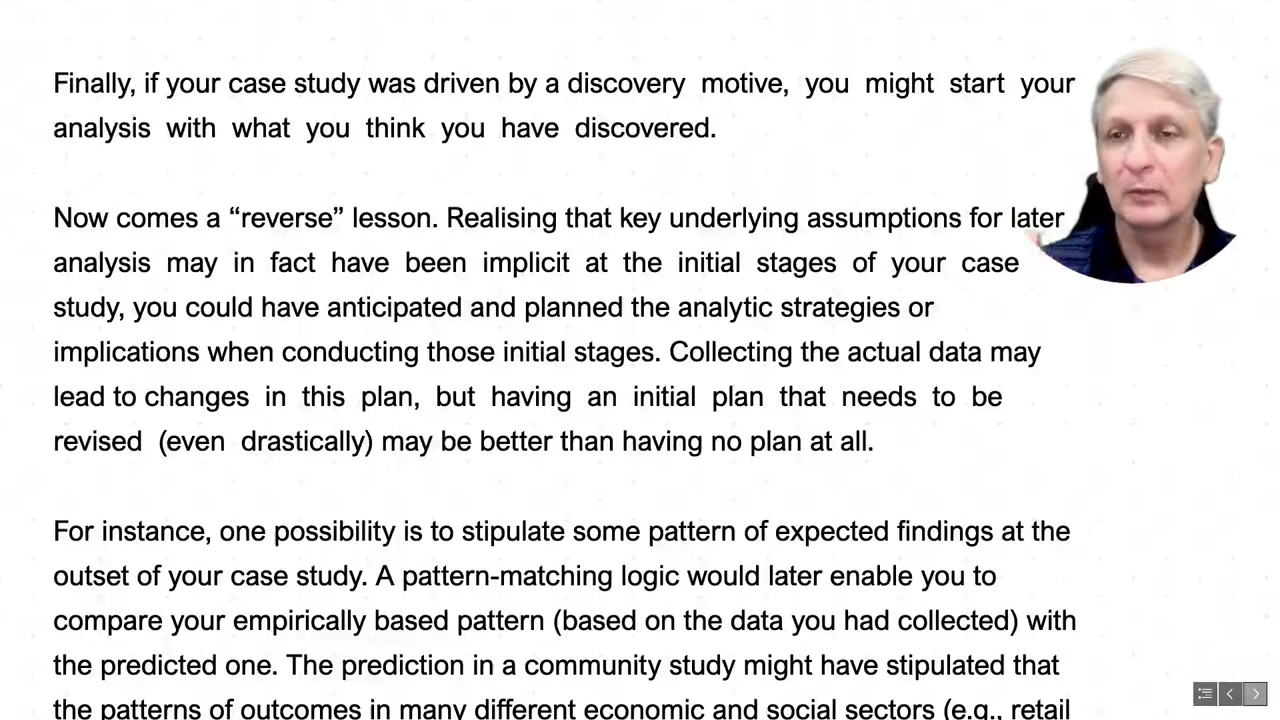 Finally, if your case study was driven by a discovery motive, you might start your
analysis with what you think you have discovered.
Now comes a “reverse” lesson. Realising that key underlying assumptions for later
analysis may in fact have been implicit at the initial stages of your case
study, you could have anticipated and planned the analytic strategies or
implications when conducting those initial stages. Collecting the actual data may
lead to changes in this plan, but having an initial plan that needs to be
revised (even drastically) may be better than having no plan at all.
For instance, one possibility is to stipulate some pattern of expected findings at the
outset of your case study. A pattern-matching logic would later enable you to
compare your empirically based pattern (based on the data you had collected) with
the predicted one. The prediction in a community study might have stipulated that
the patterns of outcomes in many different economic and social sectors (e.g., retail